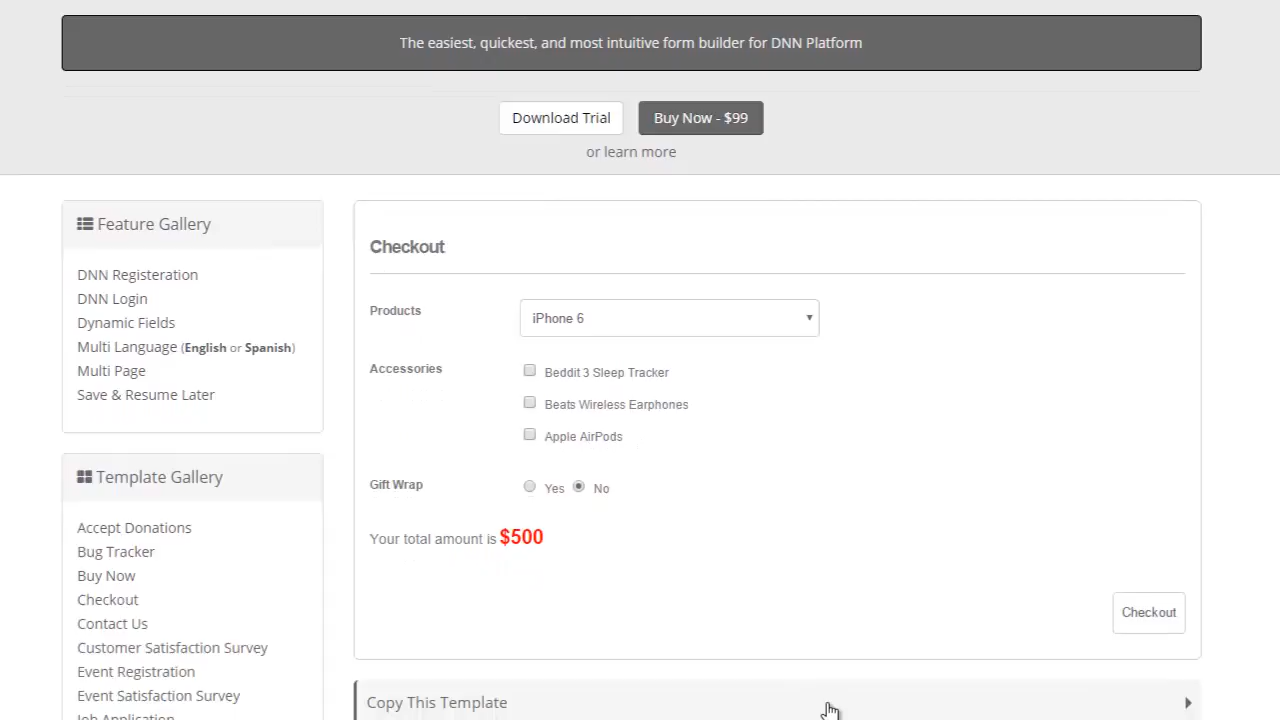 The easiest, quickest, and most intuitive form builder for DNN Platform
Download Trial
Buy Now - $99
or learn more
Feature Gallery
DNN Registeration
DNN Login
Dynamic Fields
Multi Language (English or Spanish)
Multi Page
Save & Resume Later
Template Gallery
Accept Donations
Bug Tracker
Buy Now
Checkout
Contact Us
Customer Satisfaction Survey
Event Registration
Event Satisfaction Survey
Job Application
Checkout
Products
iPhone 6
Accessories
Beddit 3 Sleep Tracker
Beats Wireless Earphones
Apple AirPods
Gift Wrap
Yes
No
Your total amount is $500
Checkout
Copy This Template